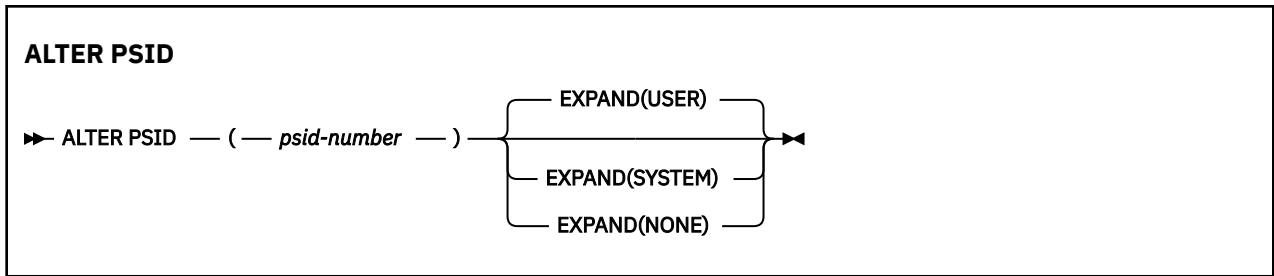 ALTER PSID
EXPAND(USER)
ALTER PSID ( psid-number )
EXPAND(SYSTEM)
EXPAND(NONE)